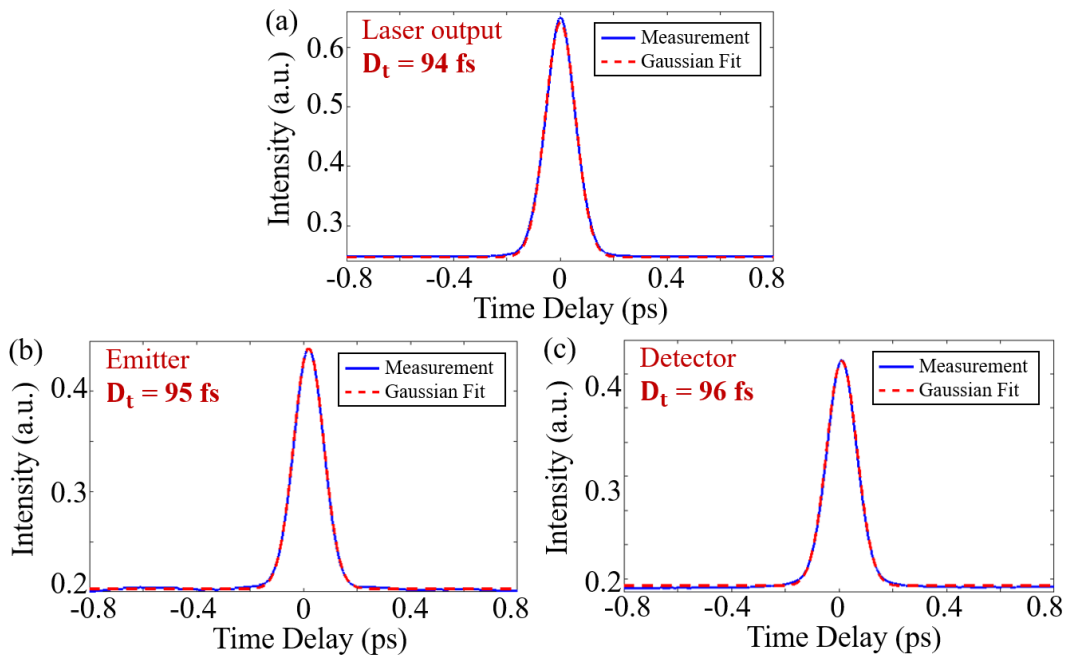 (a)
Laser output
D_t = 94 fs
Measurement
Gaussian Fit
Intensity (a.u.)
0.6
0.5
0.4
0.3
-0.8
-0.4
0
0.4
0.8
Time Delay (ps)
(b)
Emitter
D_t = 95 fs
Measurement
Gaussian Fit
Intensity (a.u.)
0.4
0.3
0.2
-0.8
-0.4
0
0.4
0.8
Time Delay (ps)
(c)
Detector
D_t = 96 fs
Measurement
Gaussian Fit
Intensity (a.u.)
0.4
0.3
0.2
-0.8
-0.4
0
0.4
0.8
Time Delay (ps)